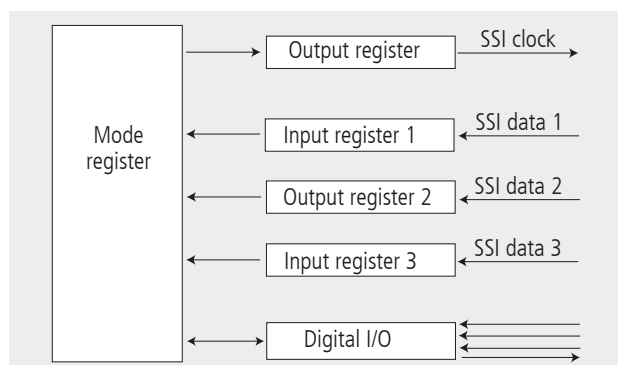 Output register
SSI clock
Mode
register
Input register 1
SSI data 1
Output register 2
SSI data 2
Input register 3
SSI data 3
Digital I/O